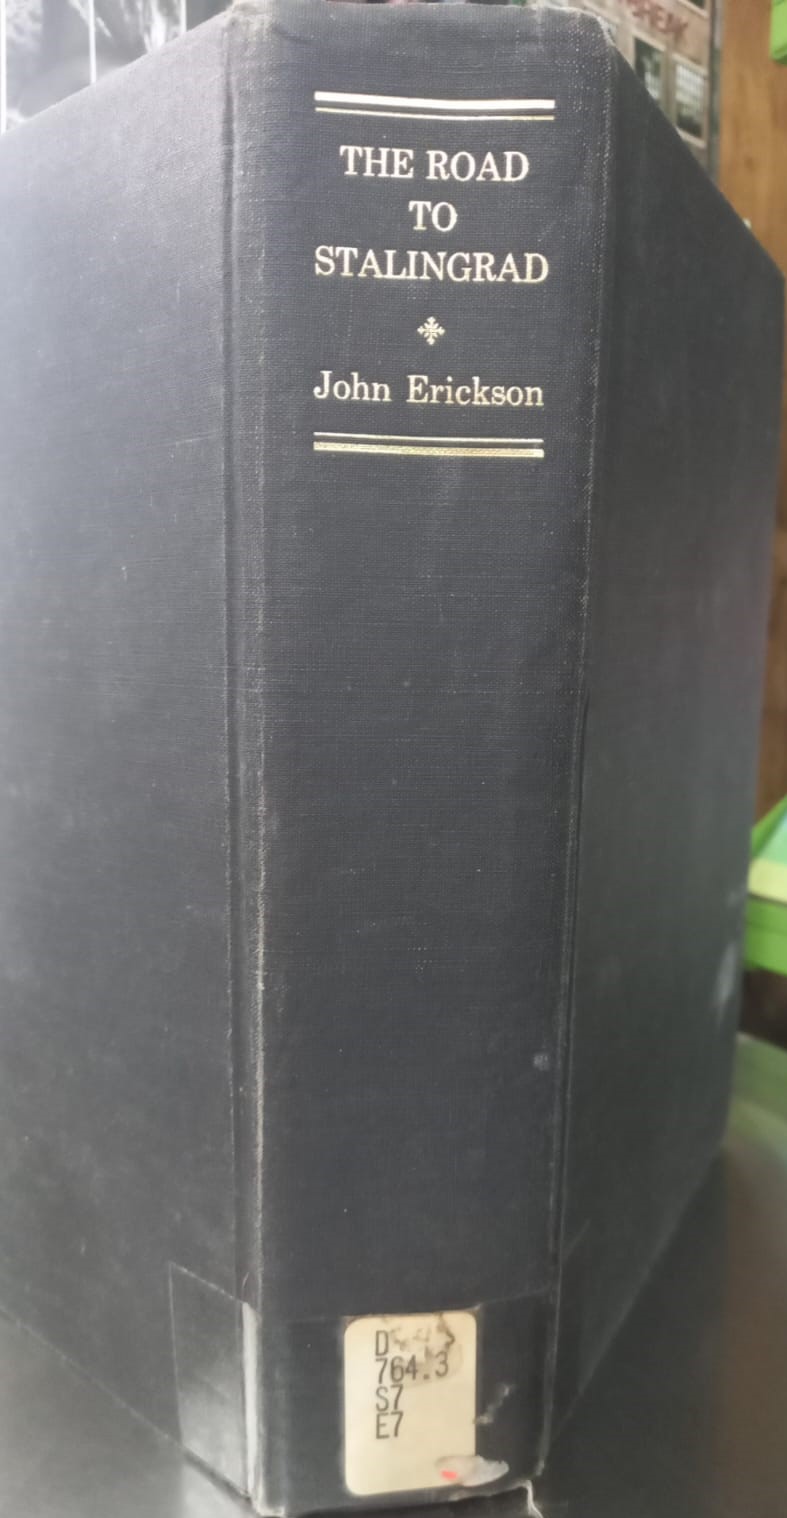 THE ROAD
TO
STALINGRAD
John Erickson
D
764.3
S7
E7